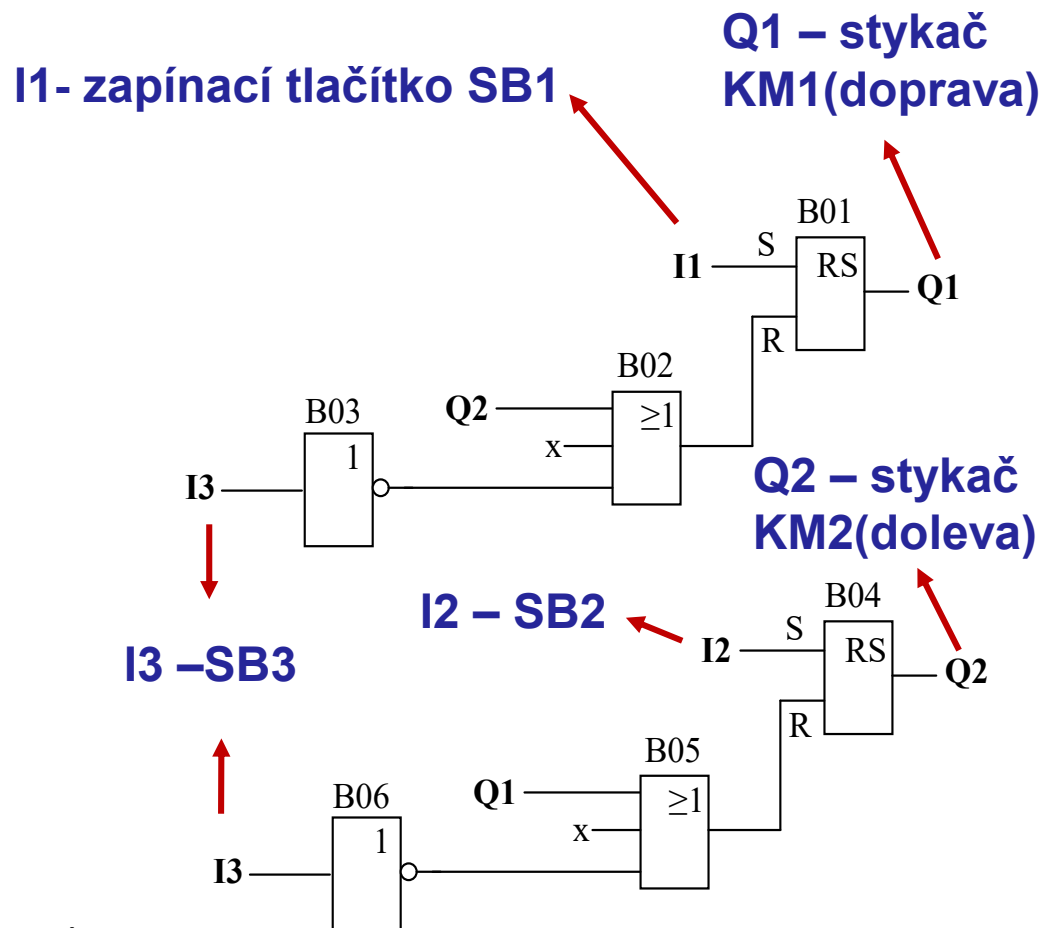 Q1 – stykač
KM1(doprava)
I1- zapínací tlačítko SB1
B01
S
I1
RS
Q1
R
B02
Q2
≥1
B03
x
1
I3
Q2 – stykač
KM2(doleva)
I2 – SB2
B04
S
I2
RS
Q2
I3 –SB3
R
B05
Q1
≥1
B06
x
1
I3